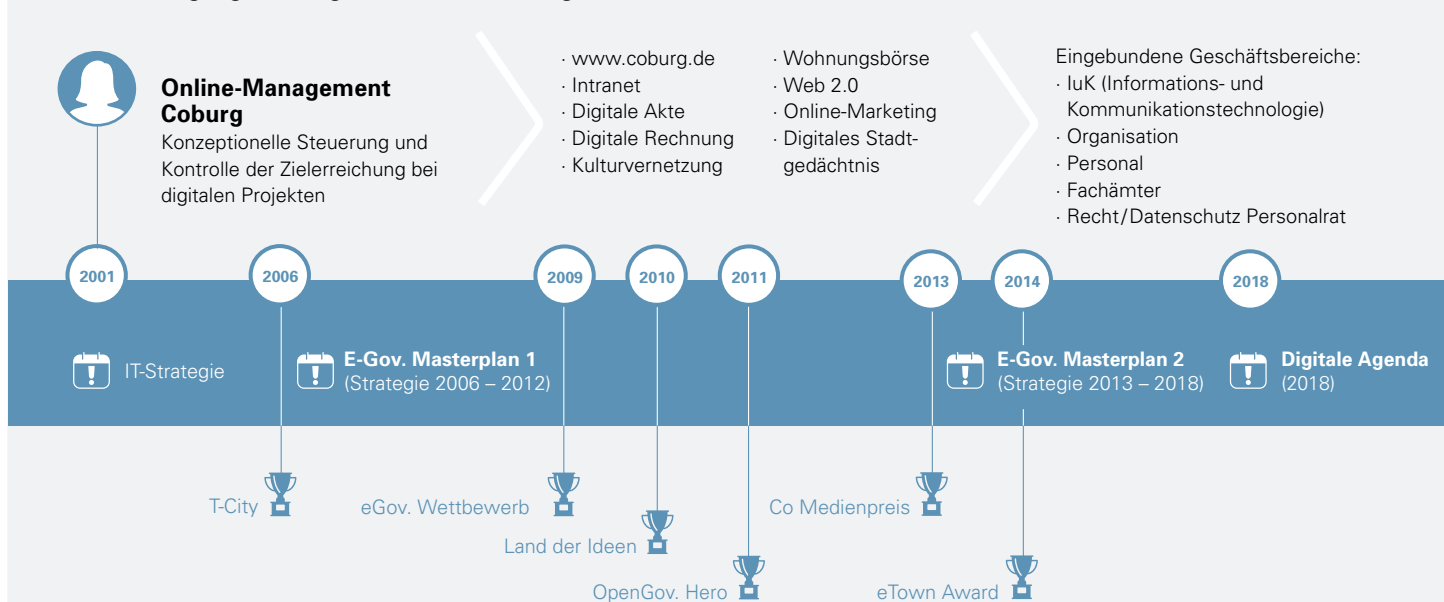 Online-Management
Coburg
Konzeptionelle Steuerung und
Kontrolle der Zielerreichung bei
digitalen Projekten
· www.coburg.de
· Intranet
· Digitale Akte
· Digitale Rechnung
· Kulturvernetzung
· Wohnungsbörse
· Web 2.0
· Online-Marketing
· Digitales Stadt-
gedächtnis
Eingebundene Geschäftsbereiche:
· IuK (Informations- und
Kommunikationstechnologie)
· Organisation
· Personal
· Fachämter
· Recht/Datenschutz Personalrat
2001
2006
2009
2010
2011
2013
2014
2018
IT-Strategie
E-Gov. Masterplan 1
(Strategie 2006 – 2012)
E-Gov. Masterplan 2
(Strategie 2013 – 2018)
Digitale Agenda
(2018)
T-City
eGov. Wettbewerb
Land der Ideen
OpenGov. Hero
Co Medienpreis
eTown Award